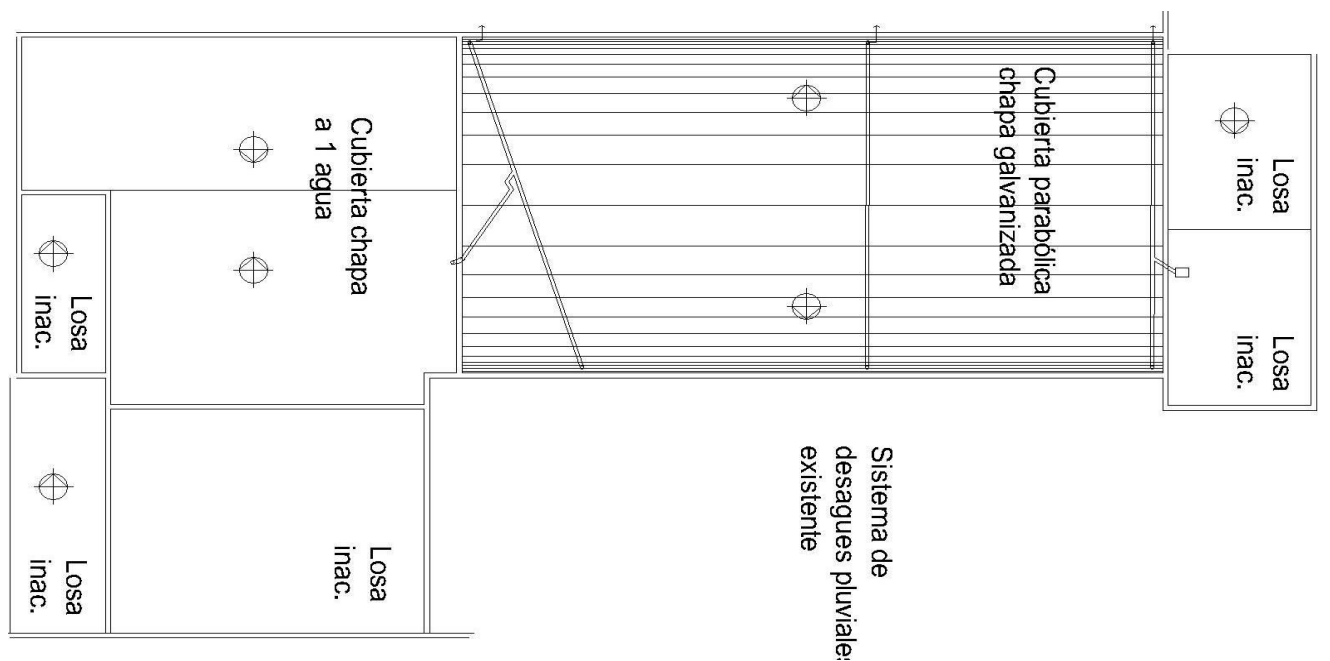 Cubierta parabólica
chapa galvanizada
Losa
inac.
Losa
inac.
Cubierta chapa
a 1 agua
Losa
inac.
Losa
inac.
Losa
inac.
Sistema de
desagues pluviales
existente